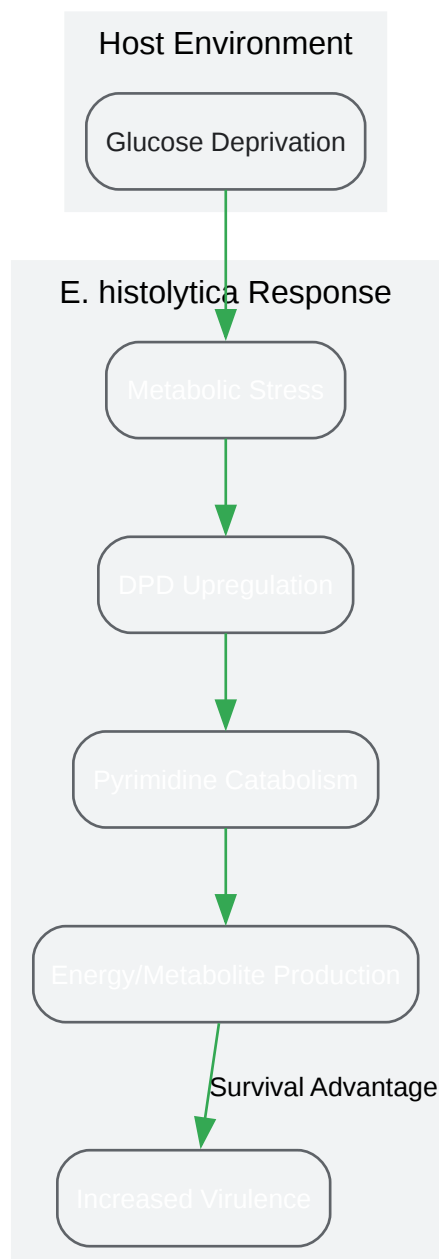 Host Environment
Glucose Deprivation
E. histolytica Response
Metabolic Stress
DPD Upregulation
Pyrimidine Catabolism
Energy/Metabolite Production
Survival Advantage
Increased Virulence